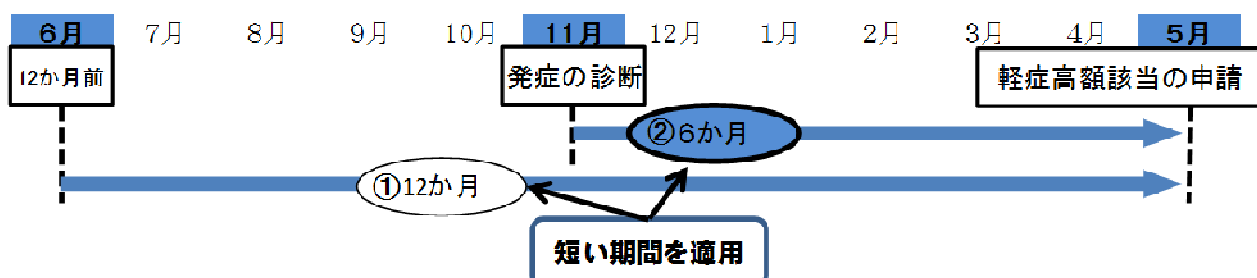 6月 7月 8月 9月 10月 11月 12月 1月 2月 3月 4月 5月
12か月前 発症の診断 軽症高額該当の申請
②6か月
①12か月
短い期間を適用